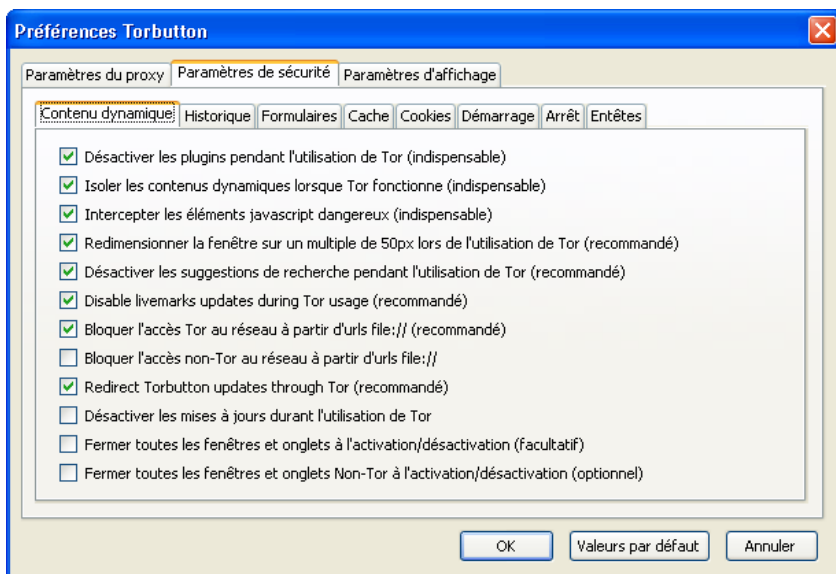 Préférences Torbutton
Paramètres du proxy Paramètres de sécurité Paramètres d'affichage
Contenu dynamique Historique Formulaires Cache Cookies Démarrage Arrêt Entêtes
Désactiver les plugins pendant l'utilisation de Tor (indispensable)
Isoler les contenus dynamiques lorsque Tor fonctionne (indispensable)
Intercepter les éléments javascript dangereux (indispensable)
Redimensionner la fenêtre sur un multiple de 50px lors de l'utilisation de Tor (recommandé)
Désactiver les suggestions de recherche pendant l'utilisation de Tor (recommandé)
Disable livemarks updates during Tor usage (recommandé)
Bloquer l'accès Tor au réseau à partir d'urls file:// (recommandé)
Bloquer l'accès non-Tor au réseau à partir d'urls file://
Redirect Torbutton updates through Tor (recommandé)
Désactiver les mises à jours durant l'utilisation de Tor
Fermer toutes les fenêtres et onglets à l'activation/désactivation (facultatif)
Fermer toutes les fenêtres et onglets Non-Tor à l'activation/désactivation (optionnel)
OK Valeurs par défaut Annuler